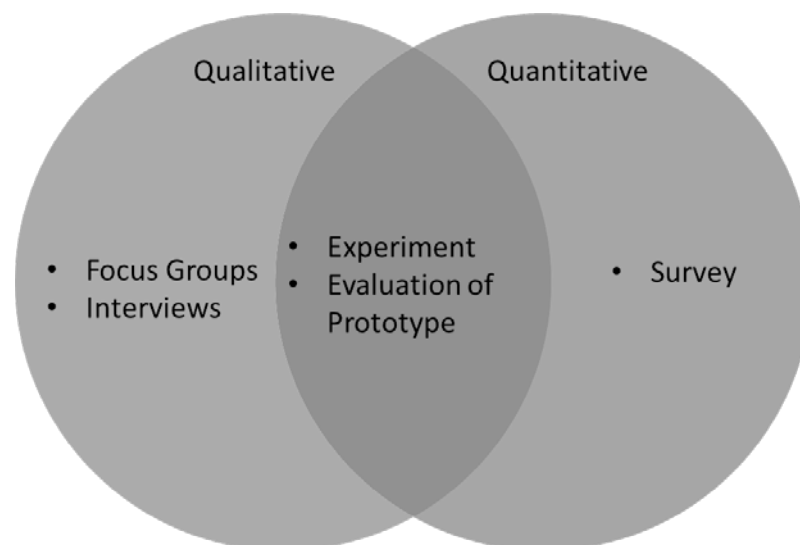 Qualitative
Quantitative
• Focus Groups
• Interviews
• Experiment
• Evaluation of
Prototype
• Survey